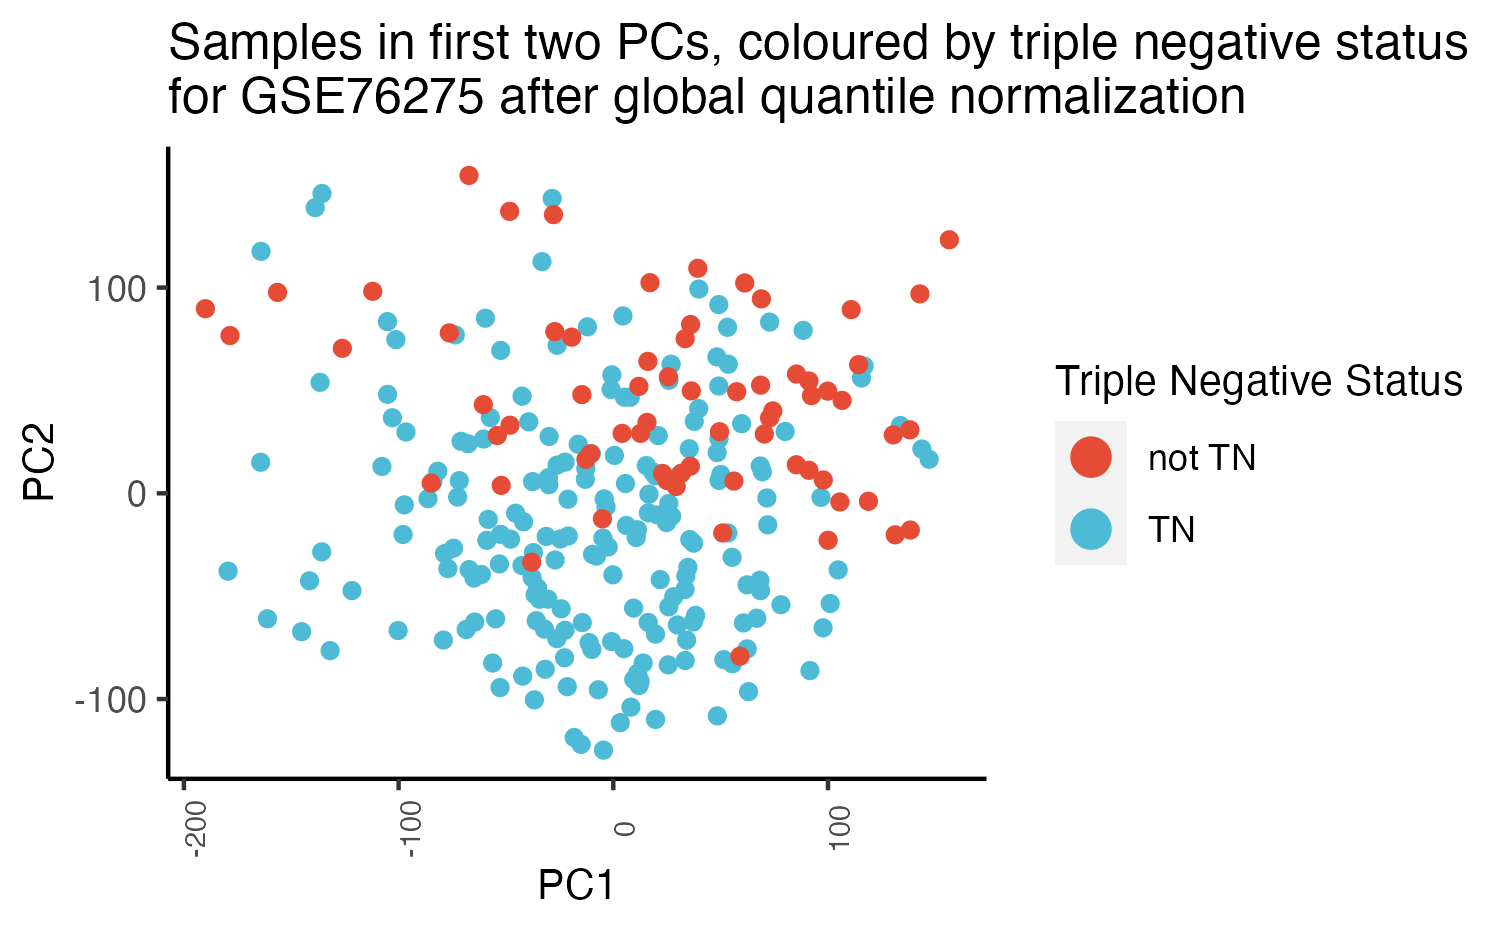 Samples in first two PCs, coloured by triple negative status
for GSE76275 after global quantile normalization
100
0
-100
PC2
-200
-100
0
100
PC1
Triple Negative Status
not TN
TN